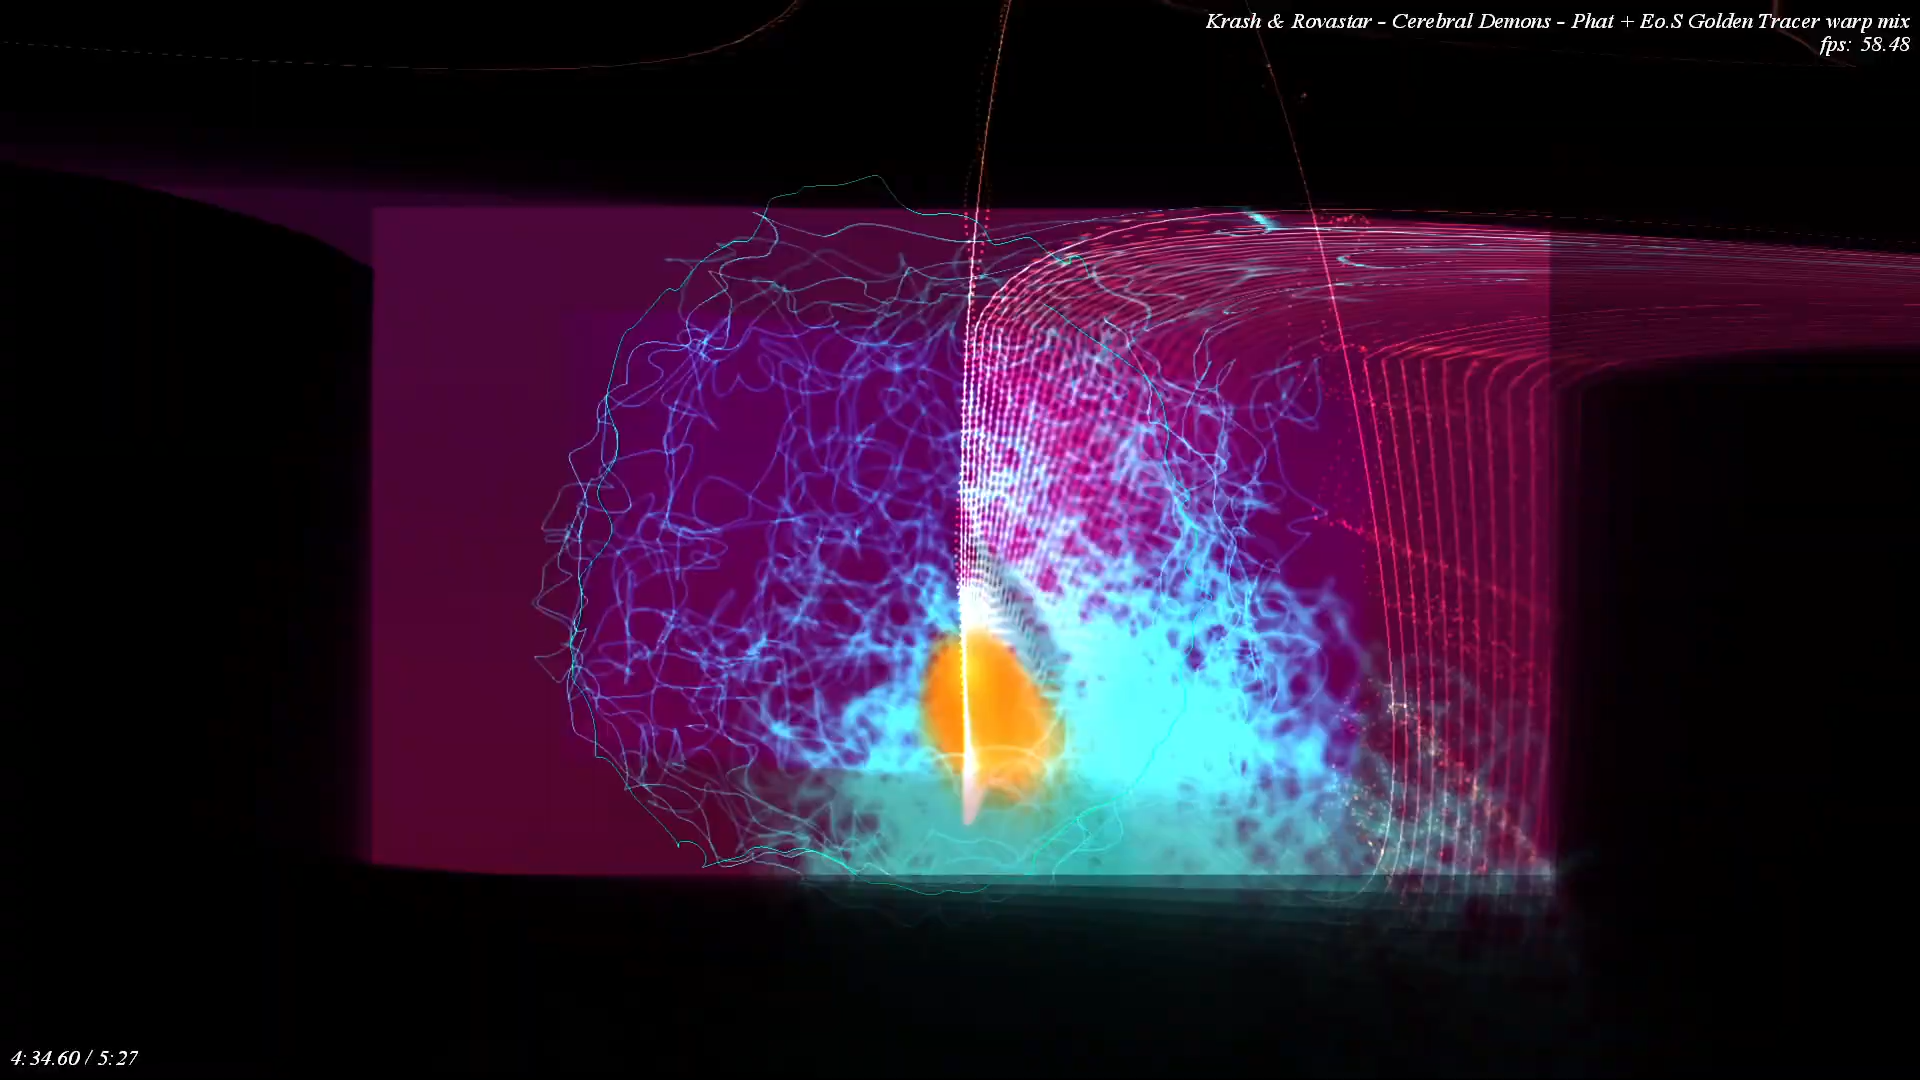 Krash & Rovastar - Cerebral Demons - Phat + Eo.S Golden Tracer warp mix
fps: 58.48
4:34.60 / 5:27